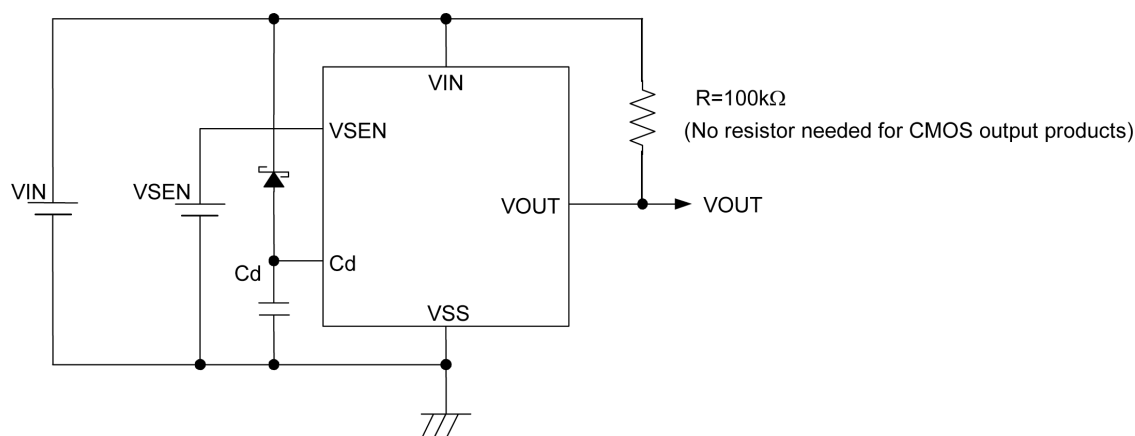 VIN
R=100kΩ
(No resistor needed for CMOS output products)
VSEN
VIN
VSEN
VOUT
VOUT
Cd
Cd
VSS